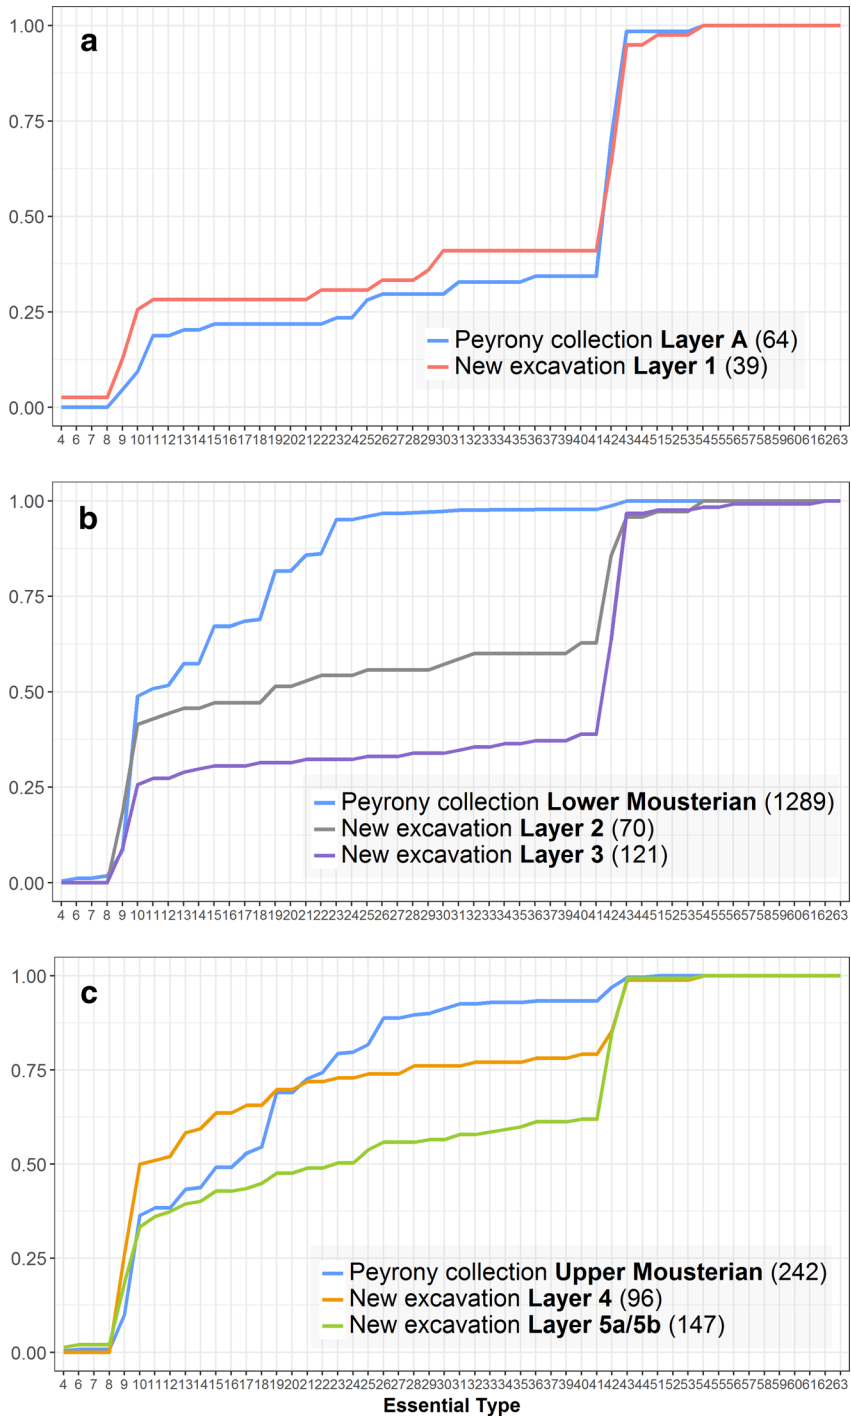 a
1.00
0.75
0.50
0.25
0.00
Peyrony collection Layer A (64)
New excavation Layer 1 (39)
4 6 7 8 9 10 11 12 13 14 15 16 17 18 19 20 21 22 23 24 25 26 27 28 29 30 31 32 33 34 35 36 37 39 40 41 42 43 44 51 52 53 54 55 56 57 58 59 60 61 62 63
b
1.00
0.75
0.50
0.25
0.00
Peyrony collection Lower Mousterian (1289)
New excavation Layer 2 (70)
New excavation Layer 3 (121)
4 6 7 8 9 10 11 12 13 14 15 16 17 18 19 20 21 22 23 24 25 26 27 28 29 30 31 32 33 34 35 36 37 39 40 41 42 43 44 51 52 53 54 55 56 57 58 59 60 61 62 63
c
1.00
0.75
0.50
0.25
0.00
Peyrony collection Upper Mousterian (242)
New excavation Layer 4 (96)
New excavation Layer 5a/5b (147)
4 6 7 8 9 10 11 12 13 14 15 16 17 18 19 20 21 22 23 24 25 26 27 28 29 30 31 32 33 34 35 36 37 39 40 41 42 43 44 51 52 53 54 55 56 57 58 59 60 61 62 63
Essential Type